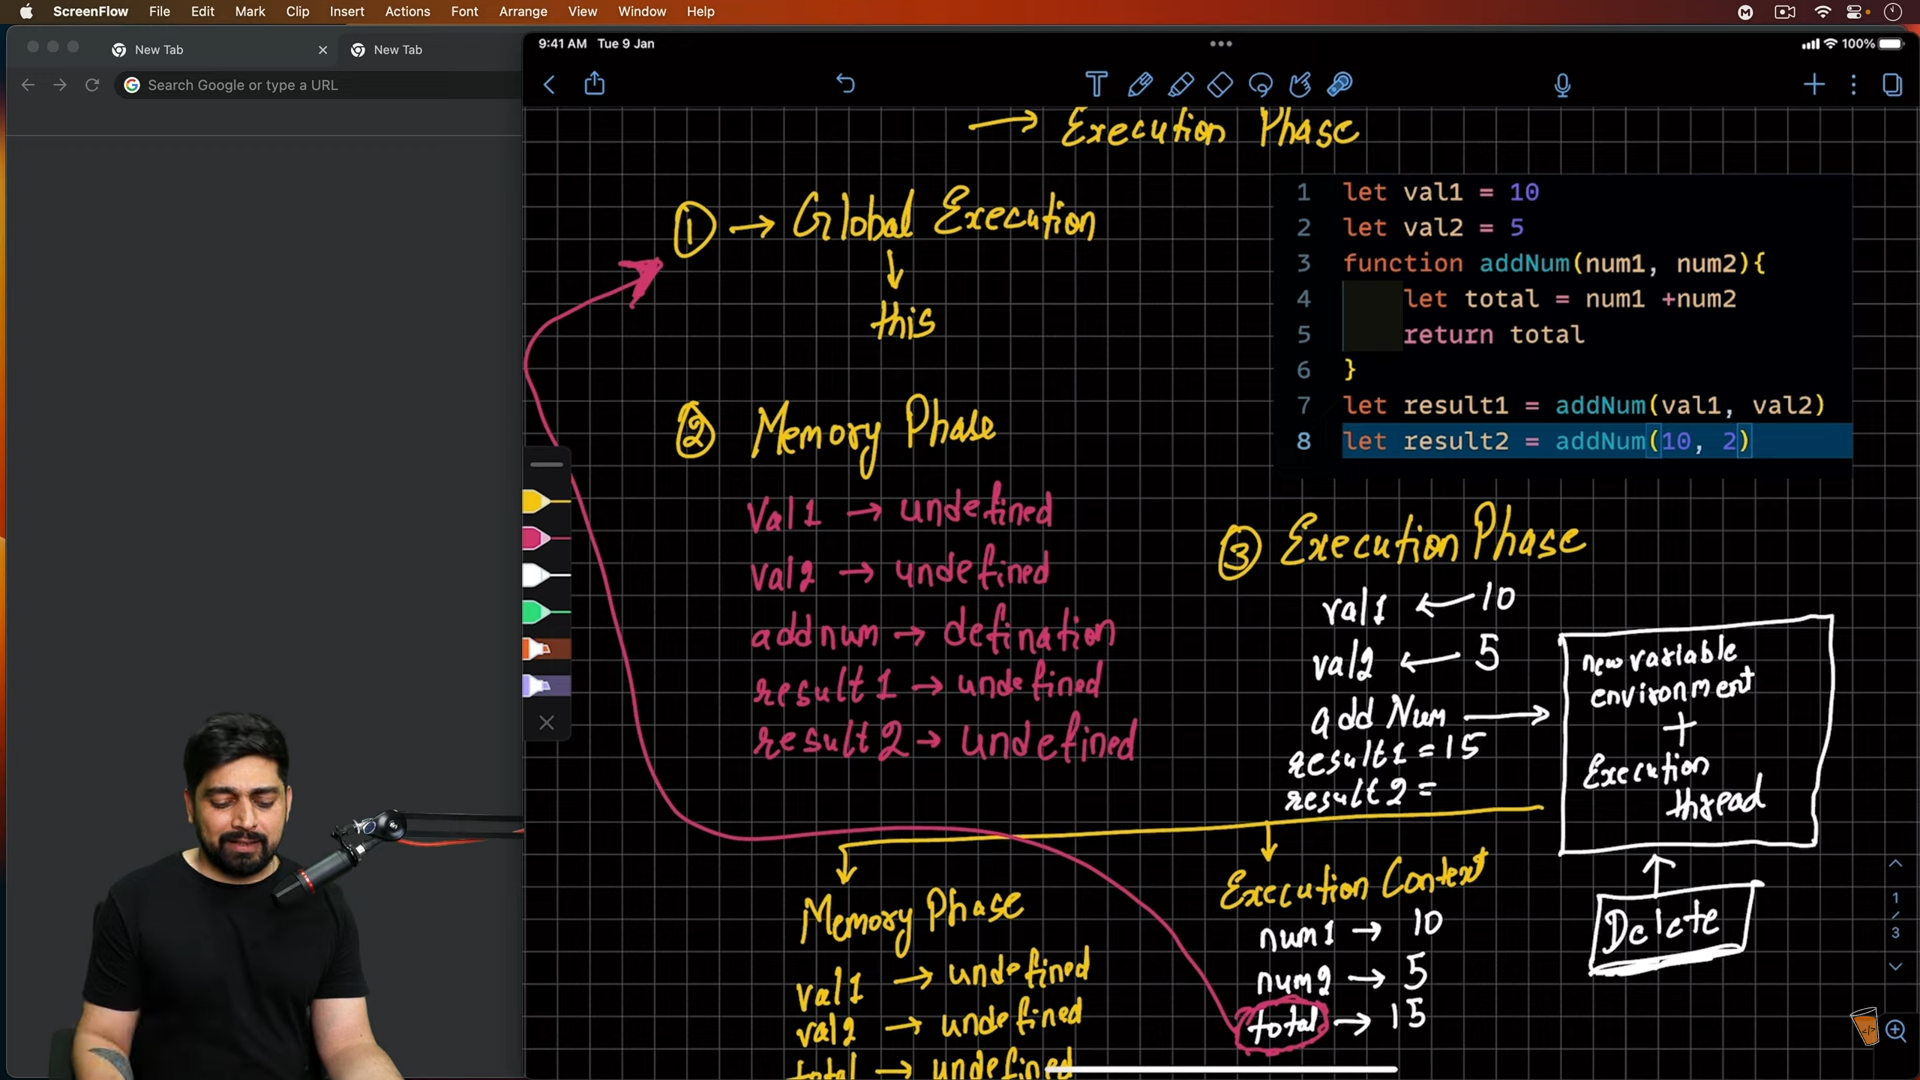 ScreenFlow File Edit Mark Clip Insert Actions Font Arrange View Window Help
New Tab
New Tab
Search Google or type a URL
9:41 AM Tue 9 Jan
100%
→ Execution Phase
① → Global Execution
↓
this
1 let val1 = 10
2 let val2 = 5
3 function addNum(num1, num2){
4 let total = num1 +num2
5 return total
6 }
7 let result1 = addNum(val1, val2)
8 let result2 = addNum(10, 2)
② Memory Phase
val1 → undefined
val2 → undefined
addnum → defination
result1 → undefined
result2 → undefined
③ Execution Phase
val1 ← 10
val2 ← 5
add Num →
result1 = 15
result2 =
new variable
environment
+
Execution
thread
Delete
Memory Phase
val1 → undefined
val2 → undefined
total → undefined
Execution Context
num1 → 10
num2 → 5
total → 15
1
/
3